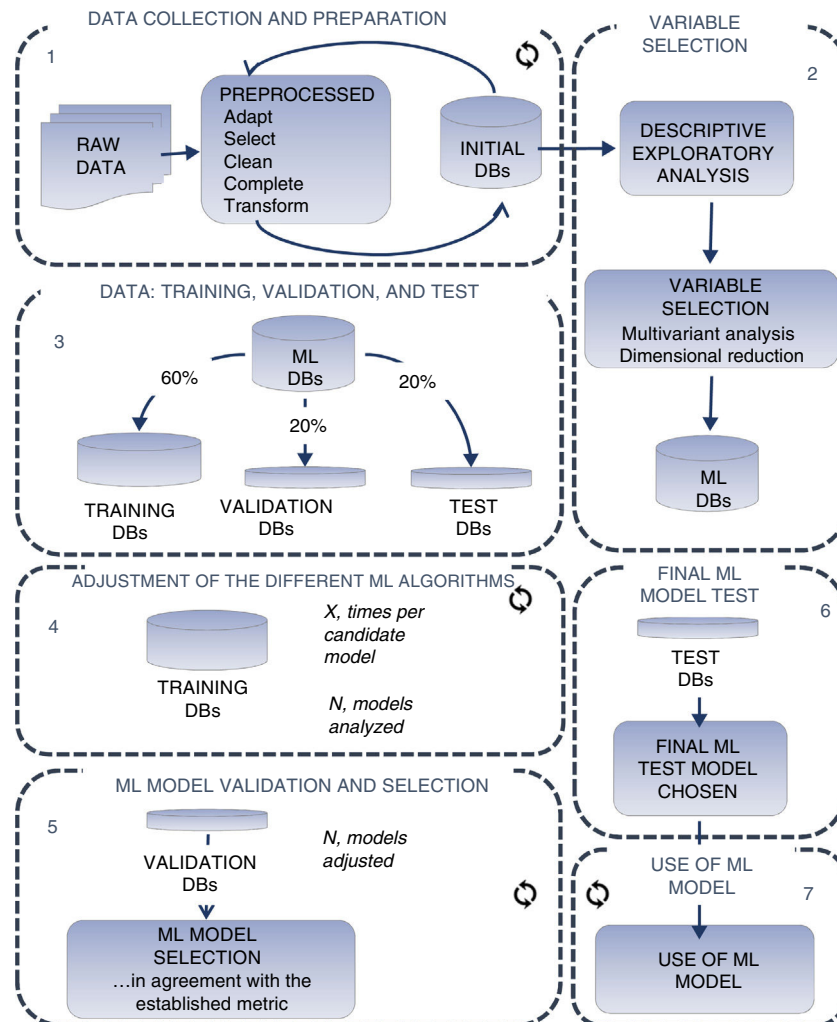 DATA COLLECTION AND PREPARATION
1
RAW
DATA
PREPROCESSED
Adapt
Select
Clean
Complete
Transform
INITIAL
DBs
VARIABLE
SELECTION
2
DESCRIPTIVE
EXPLORATORY
ANALYSIS
VARIABLE
SELECTION
Multivariant analysis
Dimensional reduction
ML
DBs
DATA: TRAINING, VALIDATION, AND TEST
3
ML
DBs
60%
20%
20%
TRAINING
DBs
VALIDATION
DBs
TEST
DBs
ADJUSTMENT OF THE DIFFERENT ML ALGORITHMS
4
TRAINING
DBs
X, times per
candidate
model
N, models
analyzed
ML MODEL VALIDATION AND SELECTION
5
VALIDATION
DBs
N, models
adjusted
ML MODEL
SELECTION
…in agreement with the
established metric
FINAL ML
MODEL TEST
6
TEST
DBs
FINAL ML
TEST MODEL
CHOSEN
USE OF ML
MODEL
7
USE OF ML
MODEL